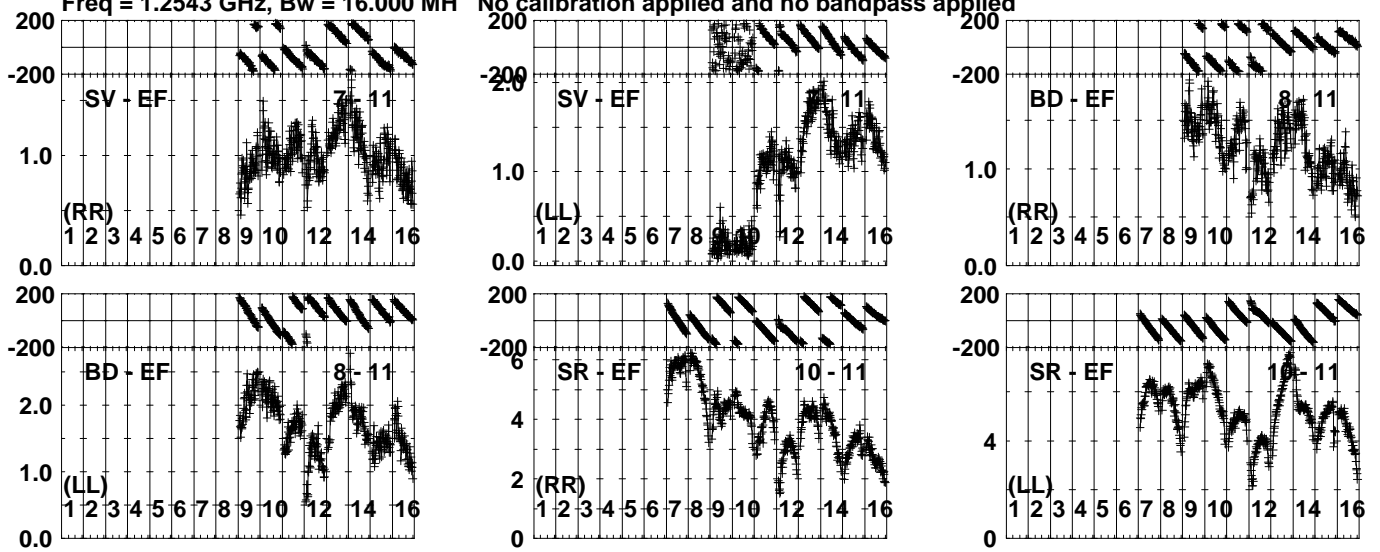 Freq = 1.2543 GHz, Bw = 16.000 MH No calibration applied and no bandpass applied
200 200 200
-200 -200 -200
SV - EF 7 - 11 2.0 SV - EF 11 BD - EF 8 - 11
1.0 1.0 1.0
(RR) (LL) (RR)
1 2 3 4 5 6 7 8 9 10 12 14 16 1 2 3 4 5 6 7 8 9 10 12 14 16 1 2 3 4 5 6 7 8 9 10 12 14 16
0.0 0.0 0.0
200 200 200
-200 -200 -200
BD - EF 8 - 11 6 SR - EF 10 - 11 SR - EF 10 - 11
2.0 4 4
1.0 2
(LL) (RR) (LL)
1 2 3 4 5 6 7 8 9 10 12 14 16 1 2 3 4 5 6 7 8 9 10 12 14 16 1 2 3 4 5 6 7 8 9 10 12 14 16
0.0 0 0